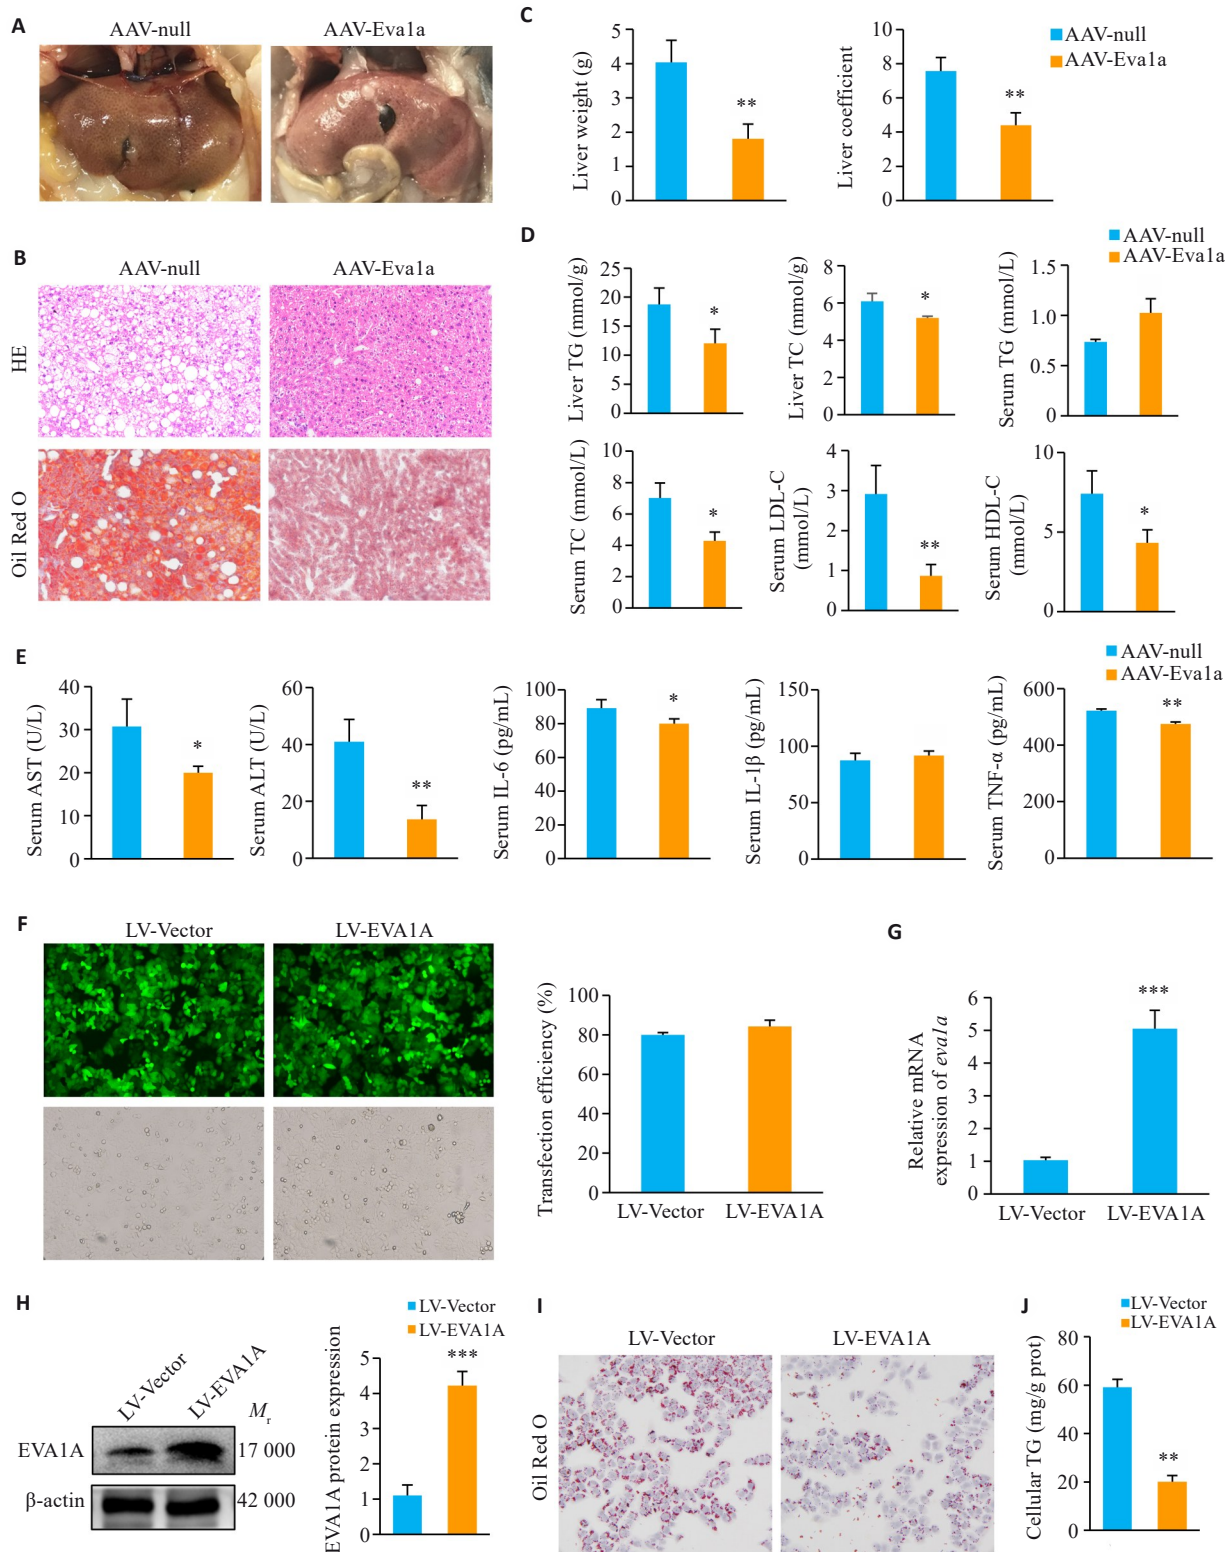 A
AAV-null
AAV-Eva1a
B
AAV-null
AAV-Eva1a
HE
Oil Red O
C
Liver weight (g)
5
4
3
2
1
0
**
Liver coefficient
10
8
6
4
2
0
**
AAV-null
AAV-Eva1a
D
AAV-null
AAV-Eva1a
Liver TG (mmol/g)
25
20
15
10
5
0
*
Liver TC (mmol/g)
8
6
4
2
0
*
Serum TG (mmol/L)
1.5
1.0
0.5
0
Serum TC (mmol/L)
10
8
6
4
2
0
*
Serum LDL-C
(mmol/L)
4
3
2
1
0
**
Serum HDL-C
(mmol/L)
10
5
0
*
E
AAV-null
AAV-Eva1a
Serum AST (U/L)
40
30
20
10
0
*
Serum ALT (U/L)
60
40
20
0
**
Serum IL-6 (pg/mL)
100
80
60
40
20
0
*
Serum IL-1β (pg/mL)
150
100
50
0
Serum TNF-α (pg/mL)
600
400
200
0
**
F
LV-Vector
LV-EVA1A
Transfection efficiency (%)
100
80
60
40
20
0
LV-Vector
LV-EVA1A
G
Relative mRNA
expression of eva1a
6
5
4
3
2
1
0
***
LV-Vector
LV-EVA1A
H
LV-Vector
LV-EVA1A
Mr
EVA1A
17 000
β-actin
42 000
LV-Vector
LV-EVA1A
EVA1A protein expression
5
4
3
2
1
0
***
I
LV-Vector
LV-EVA1A
Oil Red O
J
LV-Vector
LV-EVA1A
Cellular TG (mg/g prot)
80
60
40
20
0
**